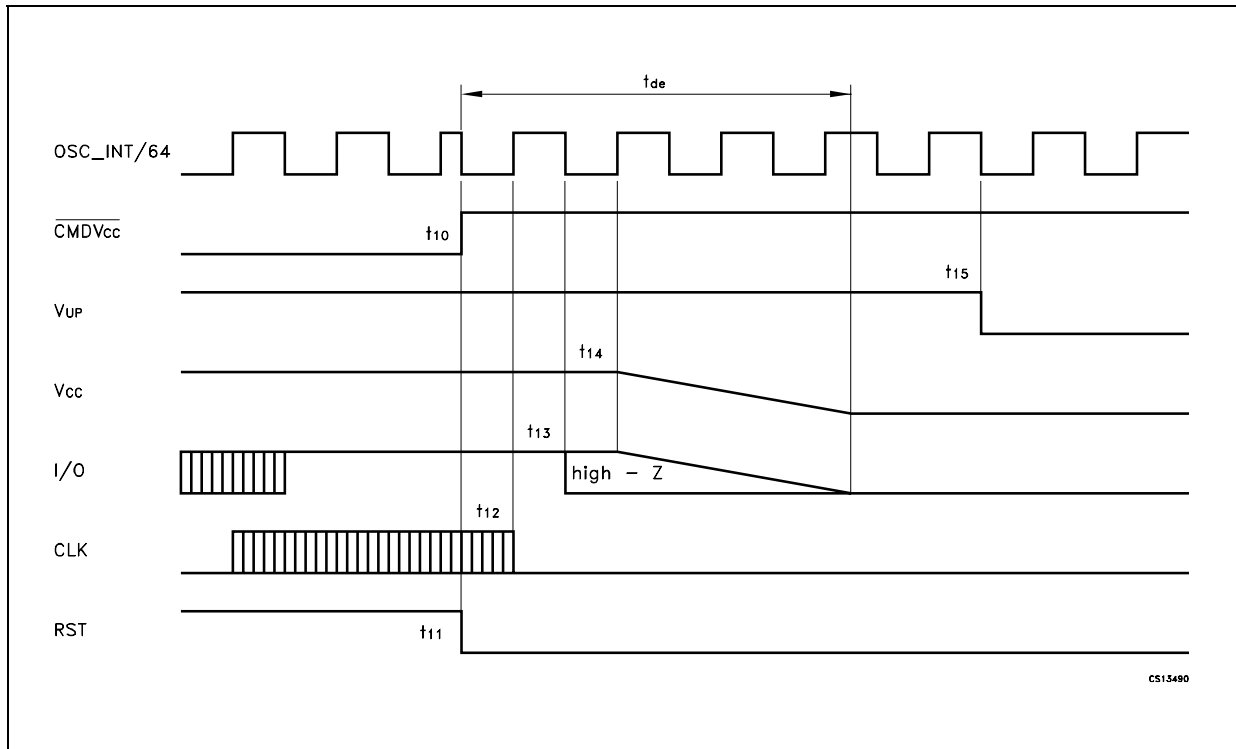 tde
OSC_INT/64
CMDVcc
t10
t15
VUP
t14
Vcc
t13
I/O
high - Z
t12
CLK
RST
t11
CS13490